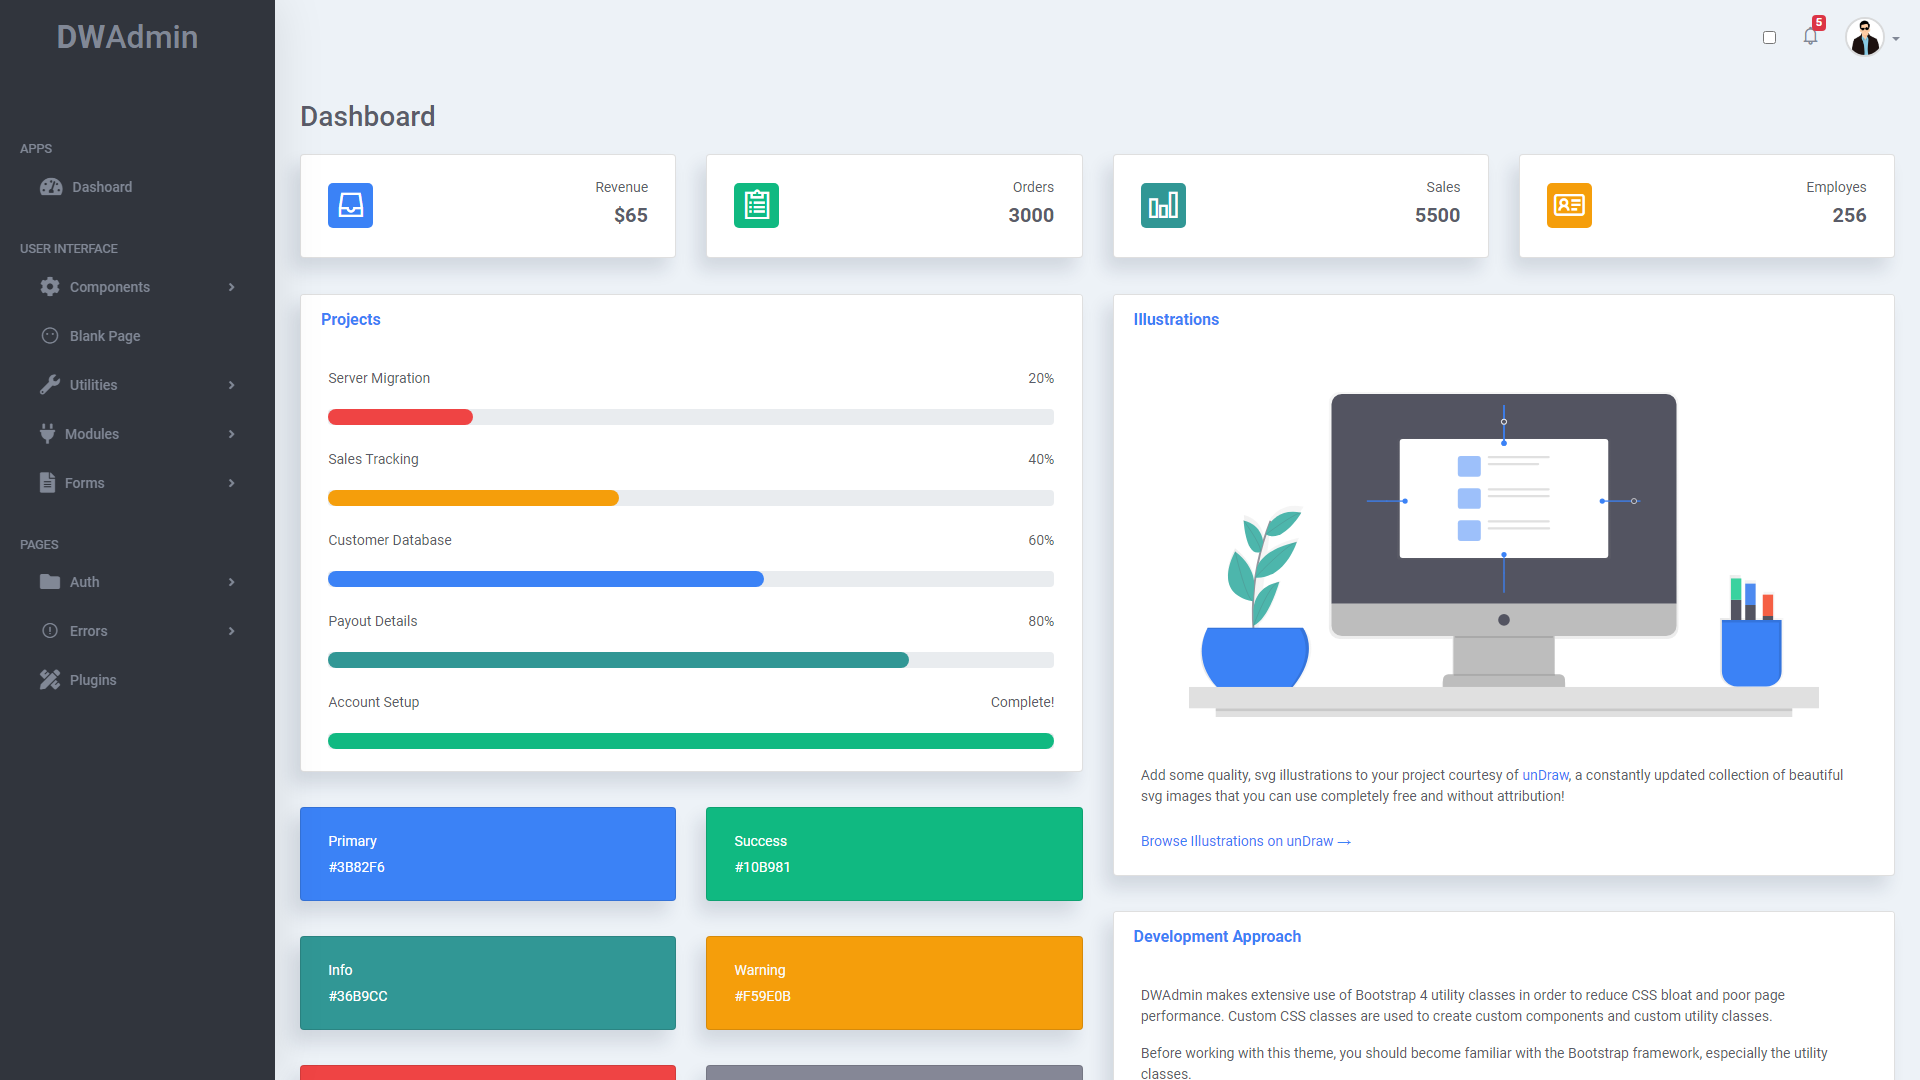 DWAdmin
APPS
Dashoard
USER INTERFACE
Components
Blank Page
Utilities
Modules
Forms
PAGES
Auth
Errors
Plugins
5
Dashboard
Revenue
$65
Orders
3000
Sales
5500
Employes
256
Projects
Server Migration 20%
Sales Tracking 40%
Customer Database 60%
Payout Details 80%
Account Setup Complete!
Primary
#3B82F6
Success
#10B981
Info
#36B9CC
Warning
#F59E0B
Illustrations
Add some quality, svg illustrations to your project courtesy of unDraw, a constantly updated collection of beautiful
svg images that you can use completely free and without attribution!
Browse Illustrations on unDraw →
Development Approach
DWAdmin makes extensive use of Bootstrap 4 utility classes in order to reduce CSS bloat and poor page
performance. Custom CSS classes are used to create custom components and custom utility classes.
Before working with this theme, you should become familiar with the Bootstrap framework, especially the utility
classes.